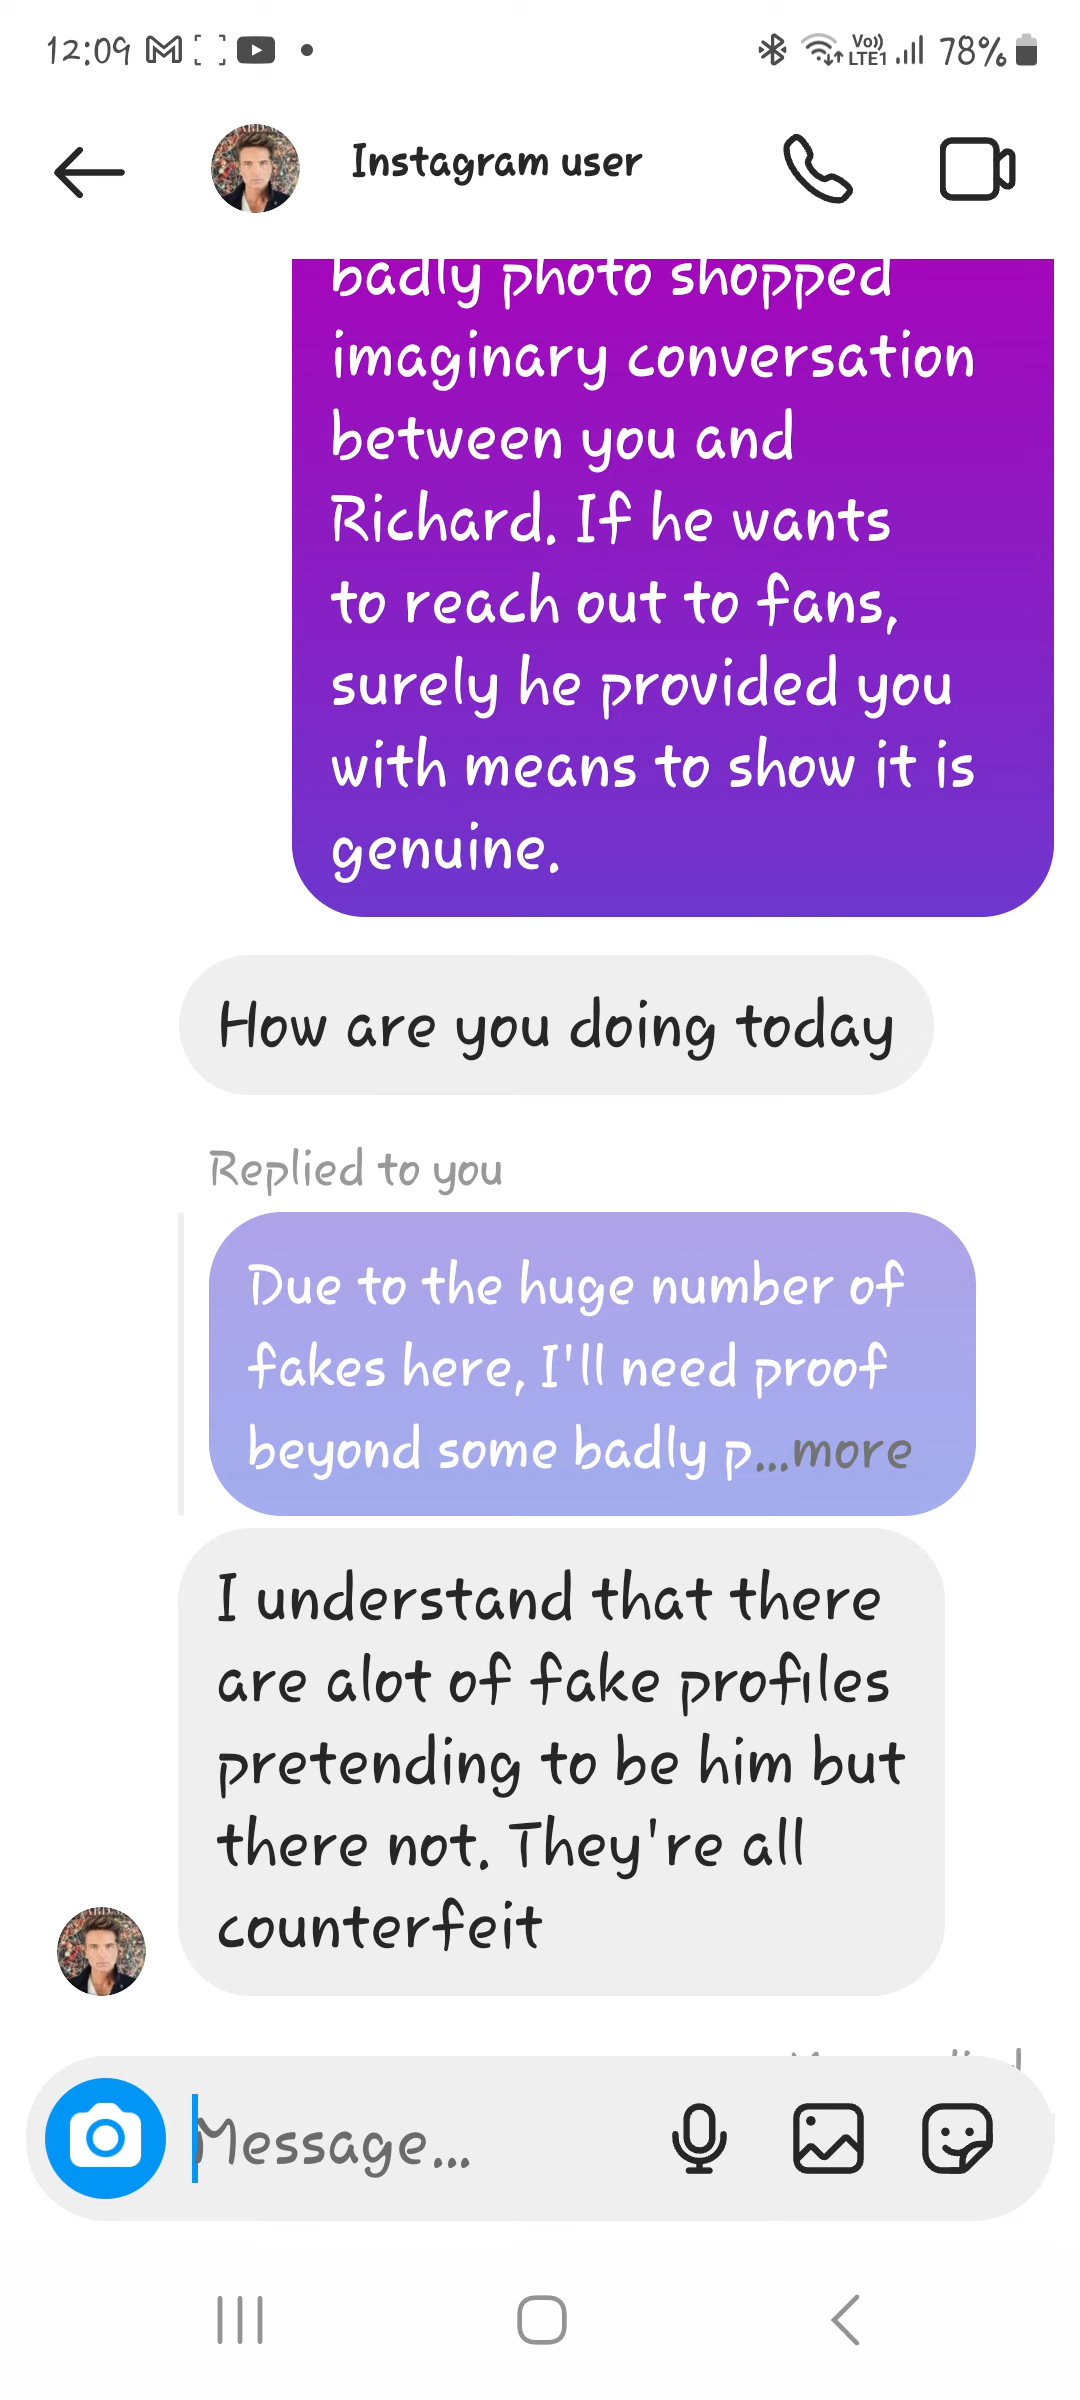 12:09
Vo))
LTE1
78%
Instagram user
badly photo shopped
imaginary conversation
between you and
Richard. If he wants
to reach out to fans,
surely he provided you
with means to show it is
genuine.
How are you doing today
Replied to you
Due to the huge number of
fakes here, I'll need proof
beyond some badly p...more
I understand that there
are alot of fake profiles
pretending to be him but
there not. They're all
counterfeit
Message...